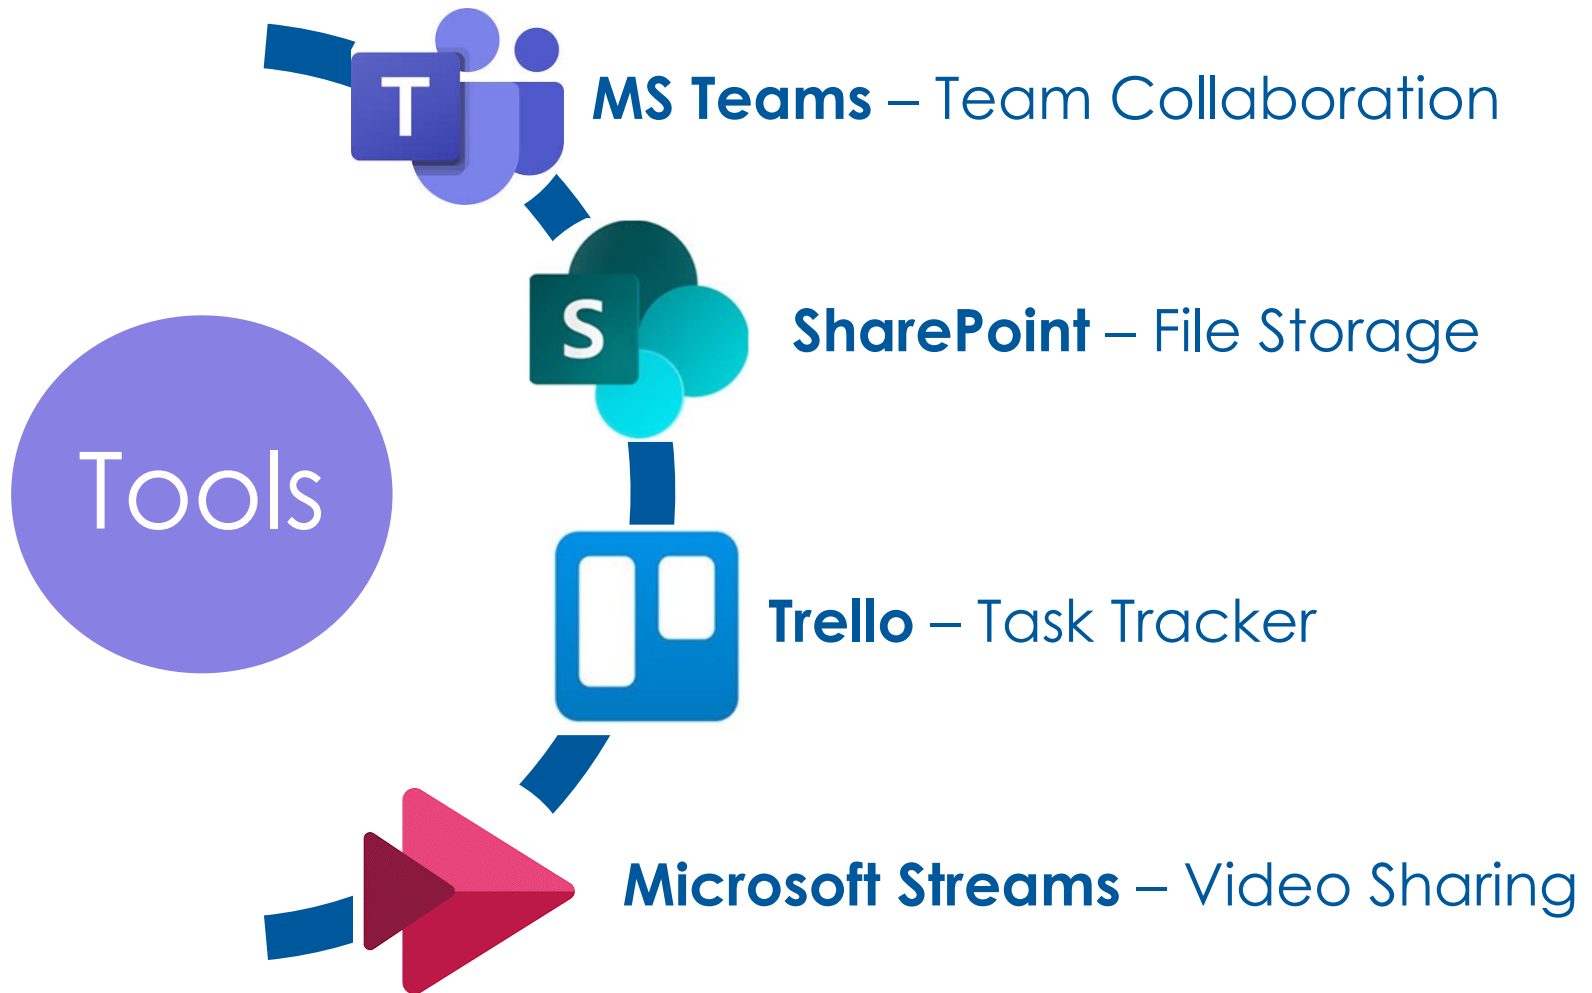 T
MS Teams – Team Collaboration
S
SharePoint – File Storage
Tools
Trello – Task Tracker
Microsoft Streams – Video Sharing